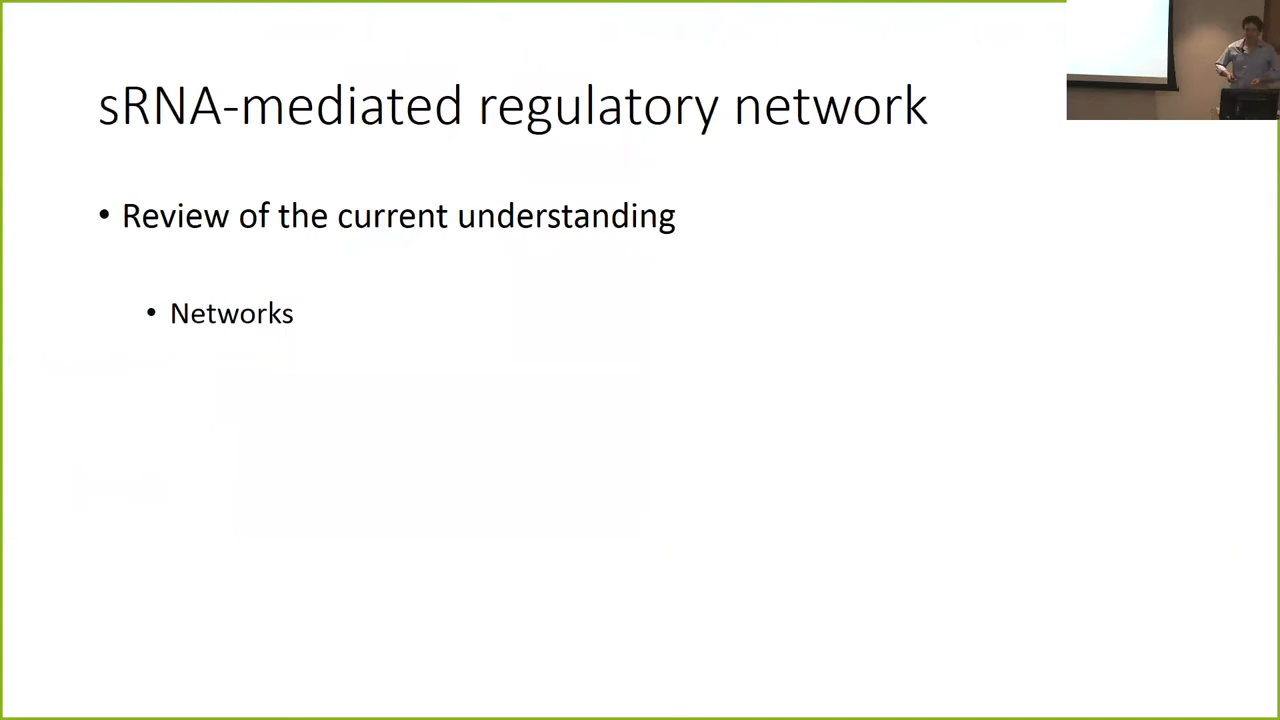 sRNA-mediated regulatory network
• Review of the current understanding
• Networks